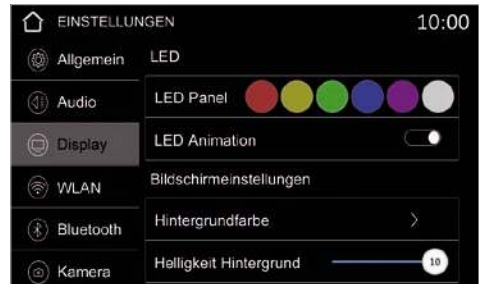 EINSTELLUNGEN 10:00
Allgemein
Audio
Display
WLAN
Bluetooth
Kamera
LED
LED Panel
LED Animation
Bildschirmeinstellungen
Hintergrundfarbe
Helligkeit Hintergrund 10